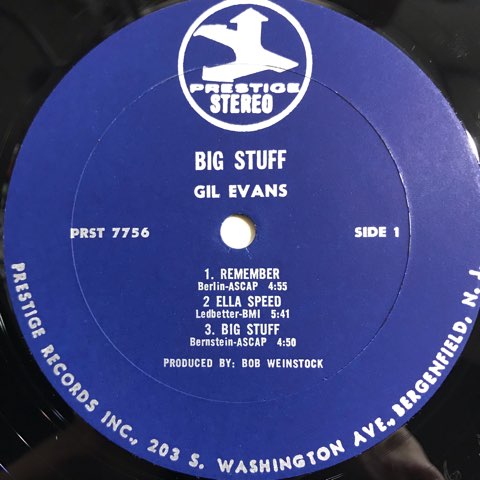 PRESTIGE
STEREO
BIG STUFF
GIL EVANS
PRST 7756
SIDE 1
1. REMEMBER
Berlin-ASCAP 4:55
2 ELLA SPEED
Ledbetter-BMI 5:41
3. BIG STUFF
Bernstein-ASCAP 4:50
PRODUCED BY: BOB WEINSTOCK
PRESTIGE RECORDS INC., 203 S. WASHINGTON AVE., BERGENFIELD, N. J.